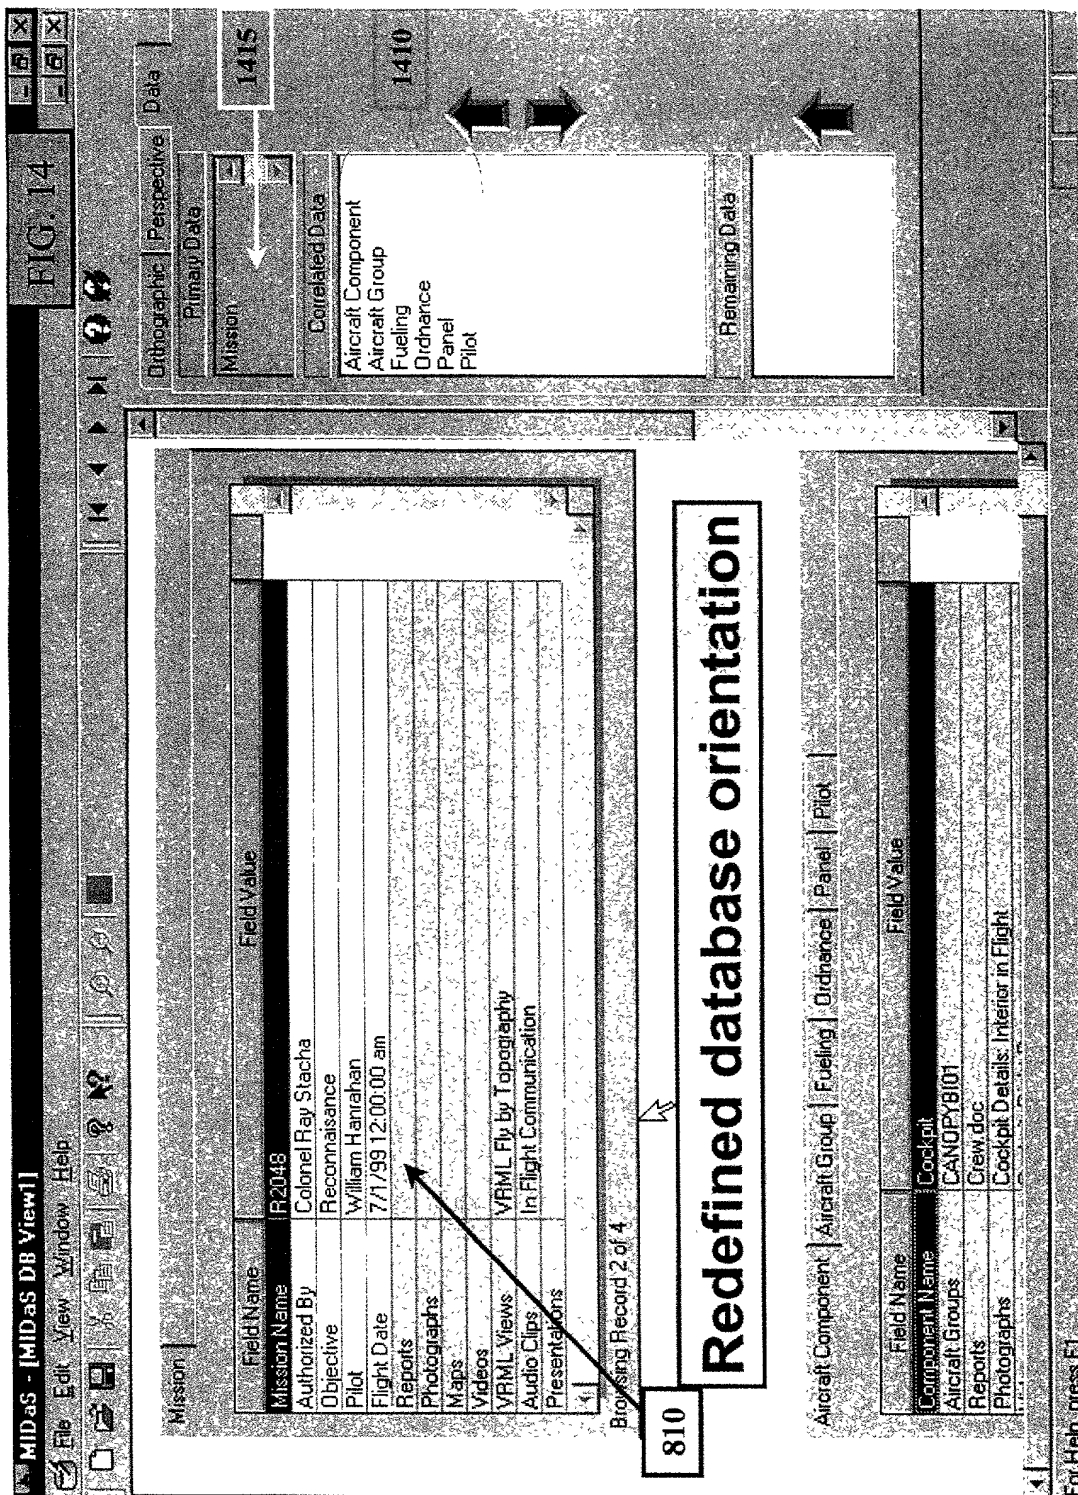 MIDaS - [MIDaS DB View1]
File Edit View Window Help
FIG. 14
Mission
Field Name Field Value
Mission Name R2048
Authorized By Colonel Ray Stacha
Objective Reconnaisance
Pilot William Hanrahan
Flight Date 7/1/99 12:00:00 am
Reports
Photographs
Maps
Videos
VRML Views VRML Fly by Topography
Audio Clips In Flight Communication
Presentations
Browsing Record 2 of 4
810
Redefined database orientation
Aircraft Component Aircraft Group Fueling Ordnance Panel Pilot
Field Name Field Value
Component Name Cockpit
Aircraft Groups CANOPYBI01
Reports Crew.doc
Photographs Cockpit Details: Interior in Flight
Orthographic Perspective Data
Primary Data
Mission
1415
Correlated Data
1410
Aircraft Component
Aircraft Group
Fueling
Ordnance
Panel
Pilot
Remaining Data
For Help, press F1